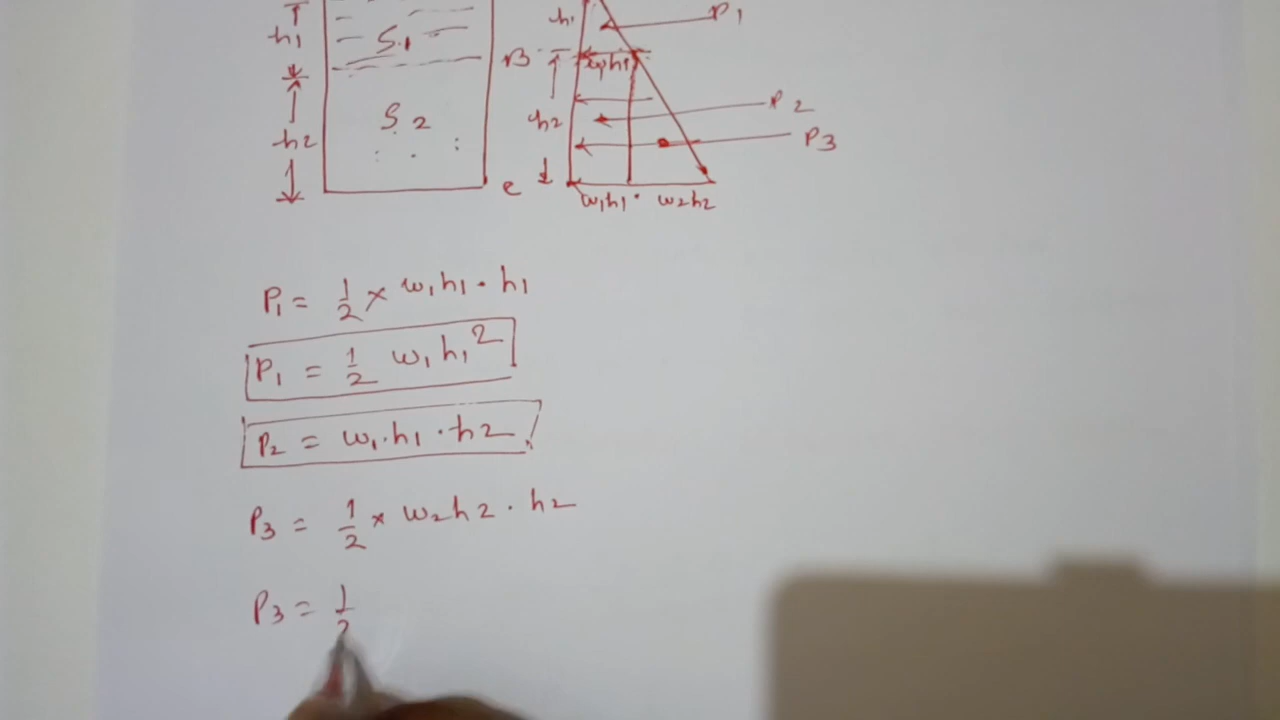 h1 S.1 h1 P1
B w1h1
S2 h2 P2
h2 P3
e w1h1 w2h2
P1 = 1/2 × w1h1 · h1
P1 = 1/2 w1h1²
P2 = w1·h1·h2
P3 = 1/2 × w2h2 · h2
P3 = 1/2